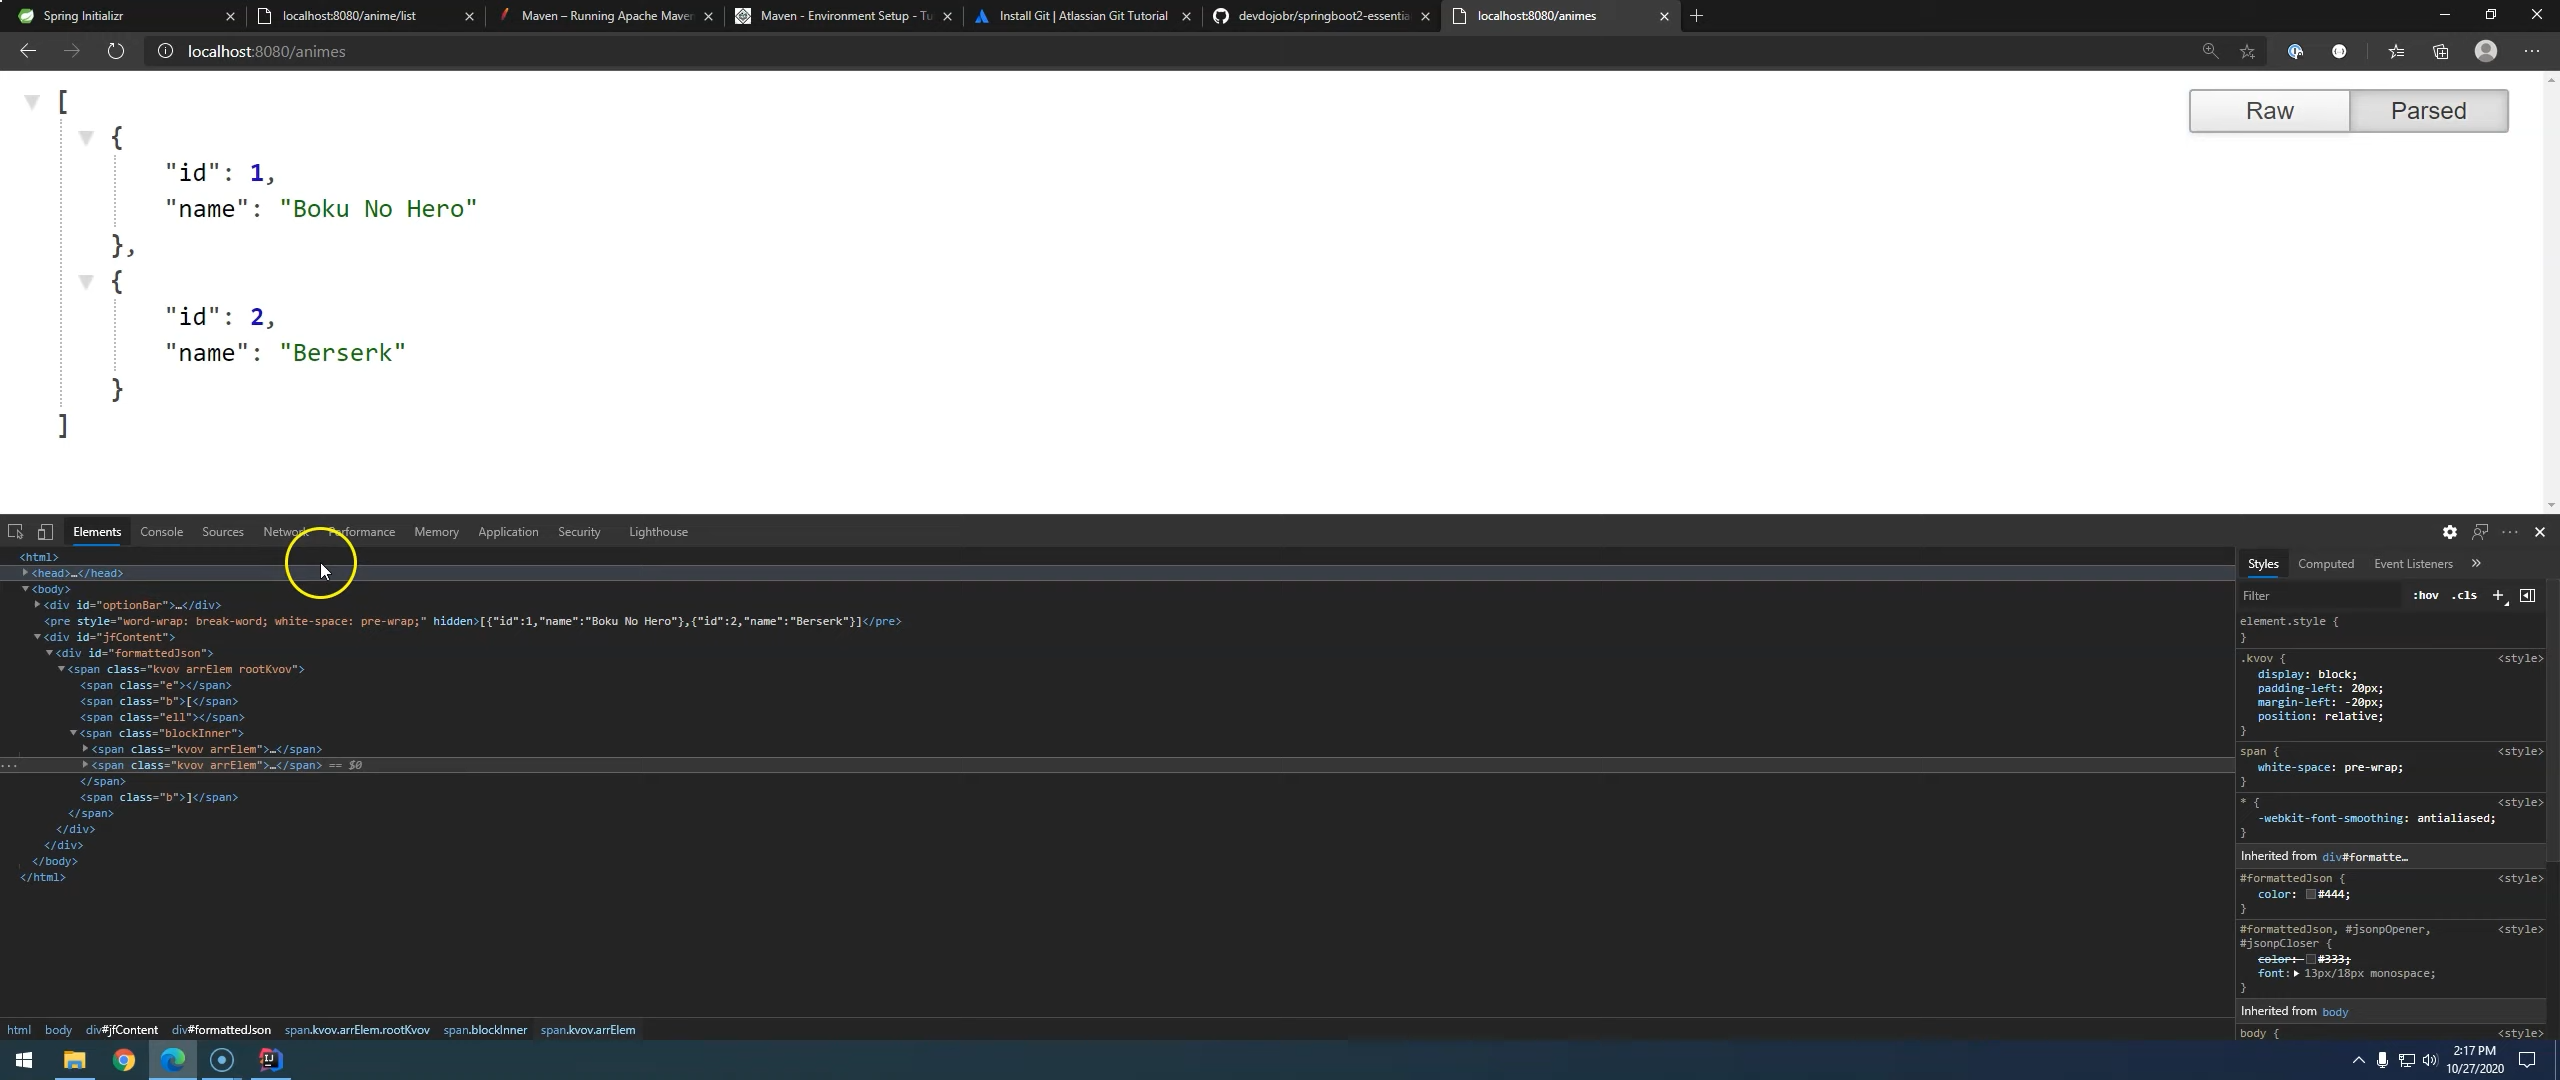 Spring Initializr
localhost:8080/anime/list
Maven – Running Apache Maven
Maven - Environment Setup - Tu
Install Git | Atlassian Git Tutorial
devdojobr/springboot2-essentia
localhost:8080/animes
localhost:8080/animes
Raw
Parsed
[
{
"id": 1,
"name": "Boku No Hero"
},
{
"id": 2,
"name": "Berserk"
}
]
Elements
Console
Sources
Network
Performance
Memory
Application
Security
Lighthouse
<html>
<head>…</head>
<body>
<div id="optionBar">…</div>
<pre style="word-wrap: break-word; white-space: pre-wrap;" hidden>[{"id":1,"name":"Boku No Hero"},{"id":2,"name":"Berserk"}]</pre>
<div id="jfContent">
<div id="formattedJson">
<span class="kvov arrElem rootKvov">
<span class="e"></span>
<span class="b">[</span>
<span class="ell"></span>
<span class="blockInner">
<span class="kvov arrElem">…</span>
<span class="kvov arrElem">…</span> == $0
</span>
<span class="b">]</span>
</span>
</div>
</div>
</body>
</html>
html body div#jfContent div#formattedJson span.kvov.arrElem.rootKvov span.blockInner span.kvov.arrElem
Styles
Computed
Event Listeners
Filter
:hov .cls
element.style {
}
.kvov { <style>
display: block;
padding-left: 20px;
margin-left: -20px;
position: relative;
}
span { <style>
white-space: pre-wrap;
}
* { <style>
-webkit-font-smoothing: antialiased;
}
Inherited from div#formatte…
#formattedJson { <style>
color: #444;
}
#formattedJson, #jsonpOpener, <style>
#jsonpCloser {
color: #333;
font: 13px/18px monospace;
}
Inherited from body
body { <style>
2:17 PM
10/27/2020